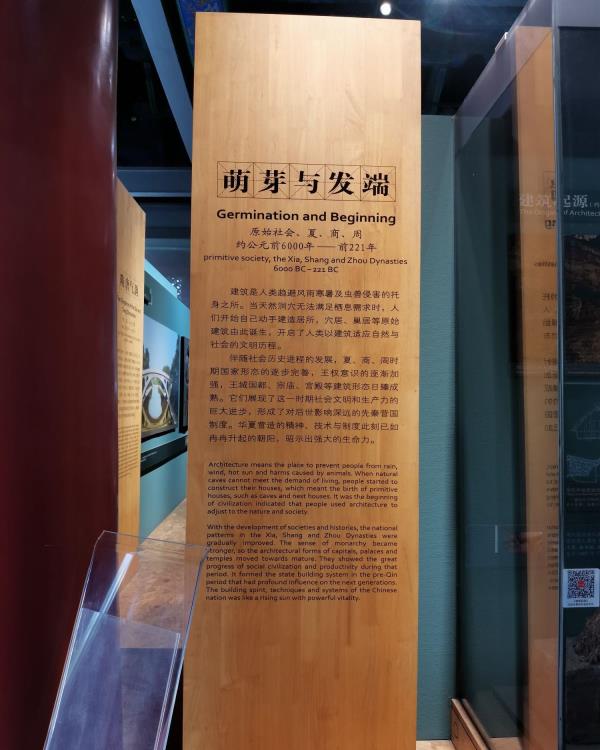 萌芽与发端
Germination and Beginning
原始社会、夏、商、周
约公元前6000年——前221年
primitive society, the Xia, Shang and Zhou Dynasties
6000 BC – 221 BC
建筑是人类趋避风雨寒暑及虫兽侵害的托
身之所。当天然洞穴无法满足栖息需求时，人
们开始自己动手建造居所，穴居、巢居等原始
建筑由此诞生，开启了人类以建筑适应自然与
社会的文明历程。
伴随社会历史进程的发展，夏、商、周时
期国家形态的逐步完善，王权意识的逐渐加
强，王城国都、宗庙、宫殿等建筑形态日臻成
熟。它们展现了这一时期社会文明和生产力的
巨大进步，形成了对后世影响深远的先秦营国
制度。华夏营造的精神、技术与制度此刻已如
冉冉升起的朝阳，昭示出强大的生命力。
Architecture means the place to prevent people from rain,
wind, hot sun and harms caused by animals. When natural
caves cannot meet the demand of living, people started to
construct their houses, which meant the birth of primitive
houses, such as caves and nest houses. It was the beginning
of civilization indicated that people used architecture to
adjust to the nature and society.
With the development of societies and histories, the national
patterns in the Xia, Shang and Zhou Dynasties were
gradually improved. The sense of monarchy became
stronger, so the architectural forms of capitals, palaces and
temples moved towards mature. They showed the great
progress of social civilization and productivity during that
period. It formed the state building system in the pre-Qin
period that had profound influence on the next generations.
The building spirit, techniques and systems of the Chinese
nation was like a rising sun with powerful vitality.
建筑起源